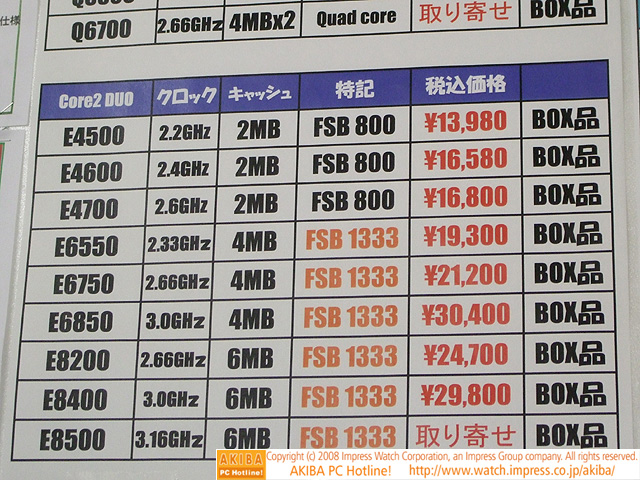 仕様
Q6700 2.66GHz 4MBx2 Quad core 取り寄せ BOX品
Core2 DUO クロック キャッシュ 特記 税込価格
E4500 2.2GHz 2MB FSB 800 ¥13,980 BOX品
E4600 2.4GHz 2MB FSB 800 ¥16,580 BOX品
E4700 2.6GHz 2MB FSB 800 ¥16,800 BOX品
E6550 2.33GHz 4MB FSB 1333 ¥19,300 BOX品
E6750 2.66GHz 4MB FSB 1333 ¥21,200 BOX品
E6850 3.0GHz 4MB FSB 1333 ¥30,400 BOX品
E8200 2.66GHz 6MB FSB 1333 ¥24,700 BOX品
E8400 3.0GHz 6MB FSB 1333 ¥29,800 BOX品
E8500 3.16GHz 6MB FSB 1333 取り寄せ BOX品
AKIBA PC Hotline!
Copyright (c) 2008 Impress Watch Corporation, an Impress Group company. All rights reserved.
AKIBA PC Hotline! http://www.watch.impress.co.jp/akiba/